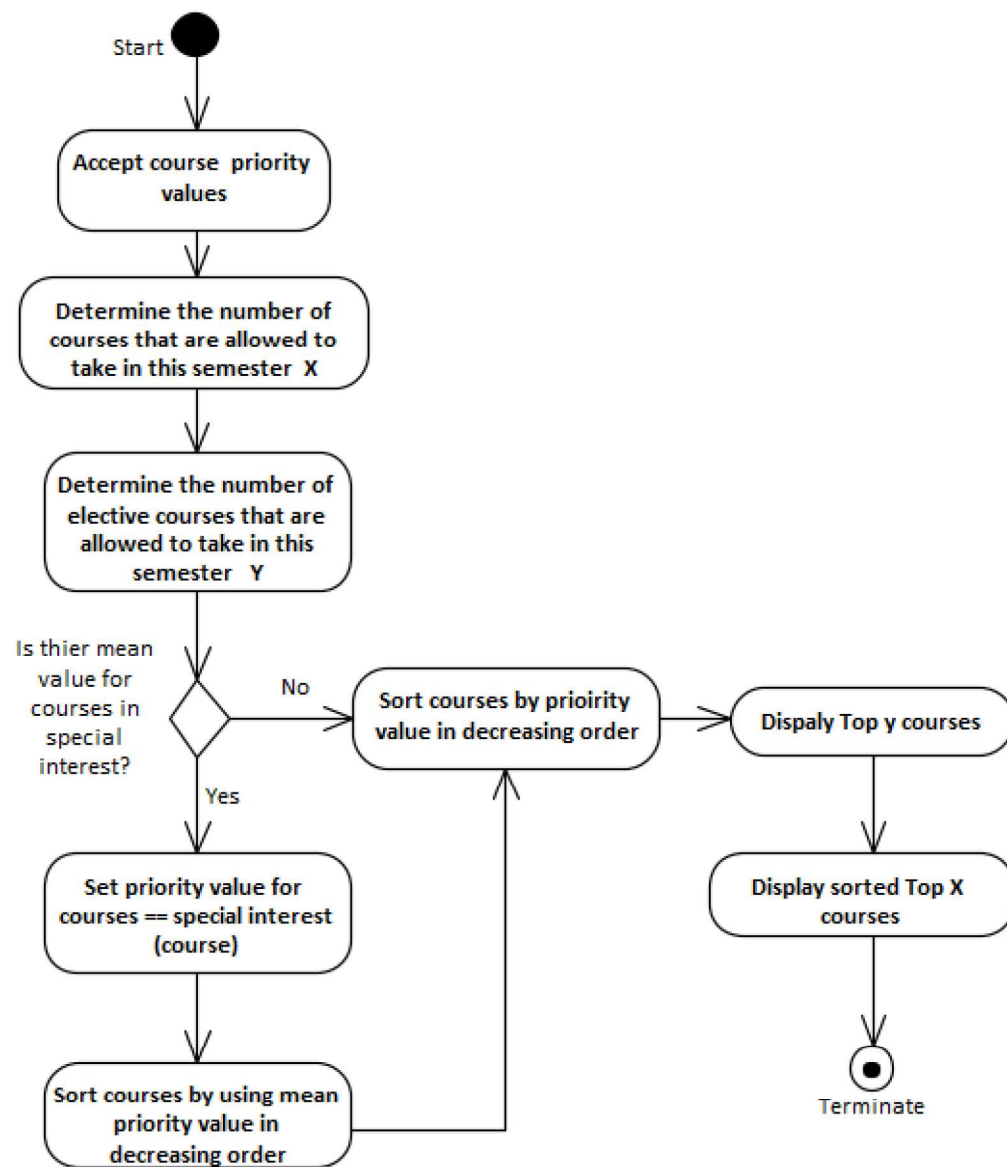 Start
Accept course priority
values
Determine the number of
courses that are allowed to
take in this semester X
Determine the number of
elective courses that are
allowed to take in this
semester Y
Is thier mean
value for
courses in
special
interest?
No
Yes
Sort courses by prioirity
value in decreasing order
Dispaly Top y courses
Set priority value for
courses == special interest
(course)
Display sorted Top X
courses
Sort courses by using mean
priority value in
decreasing order
Terminate